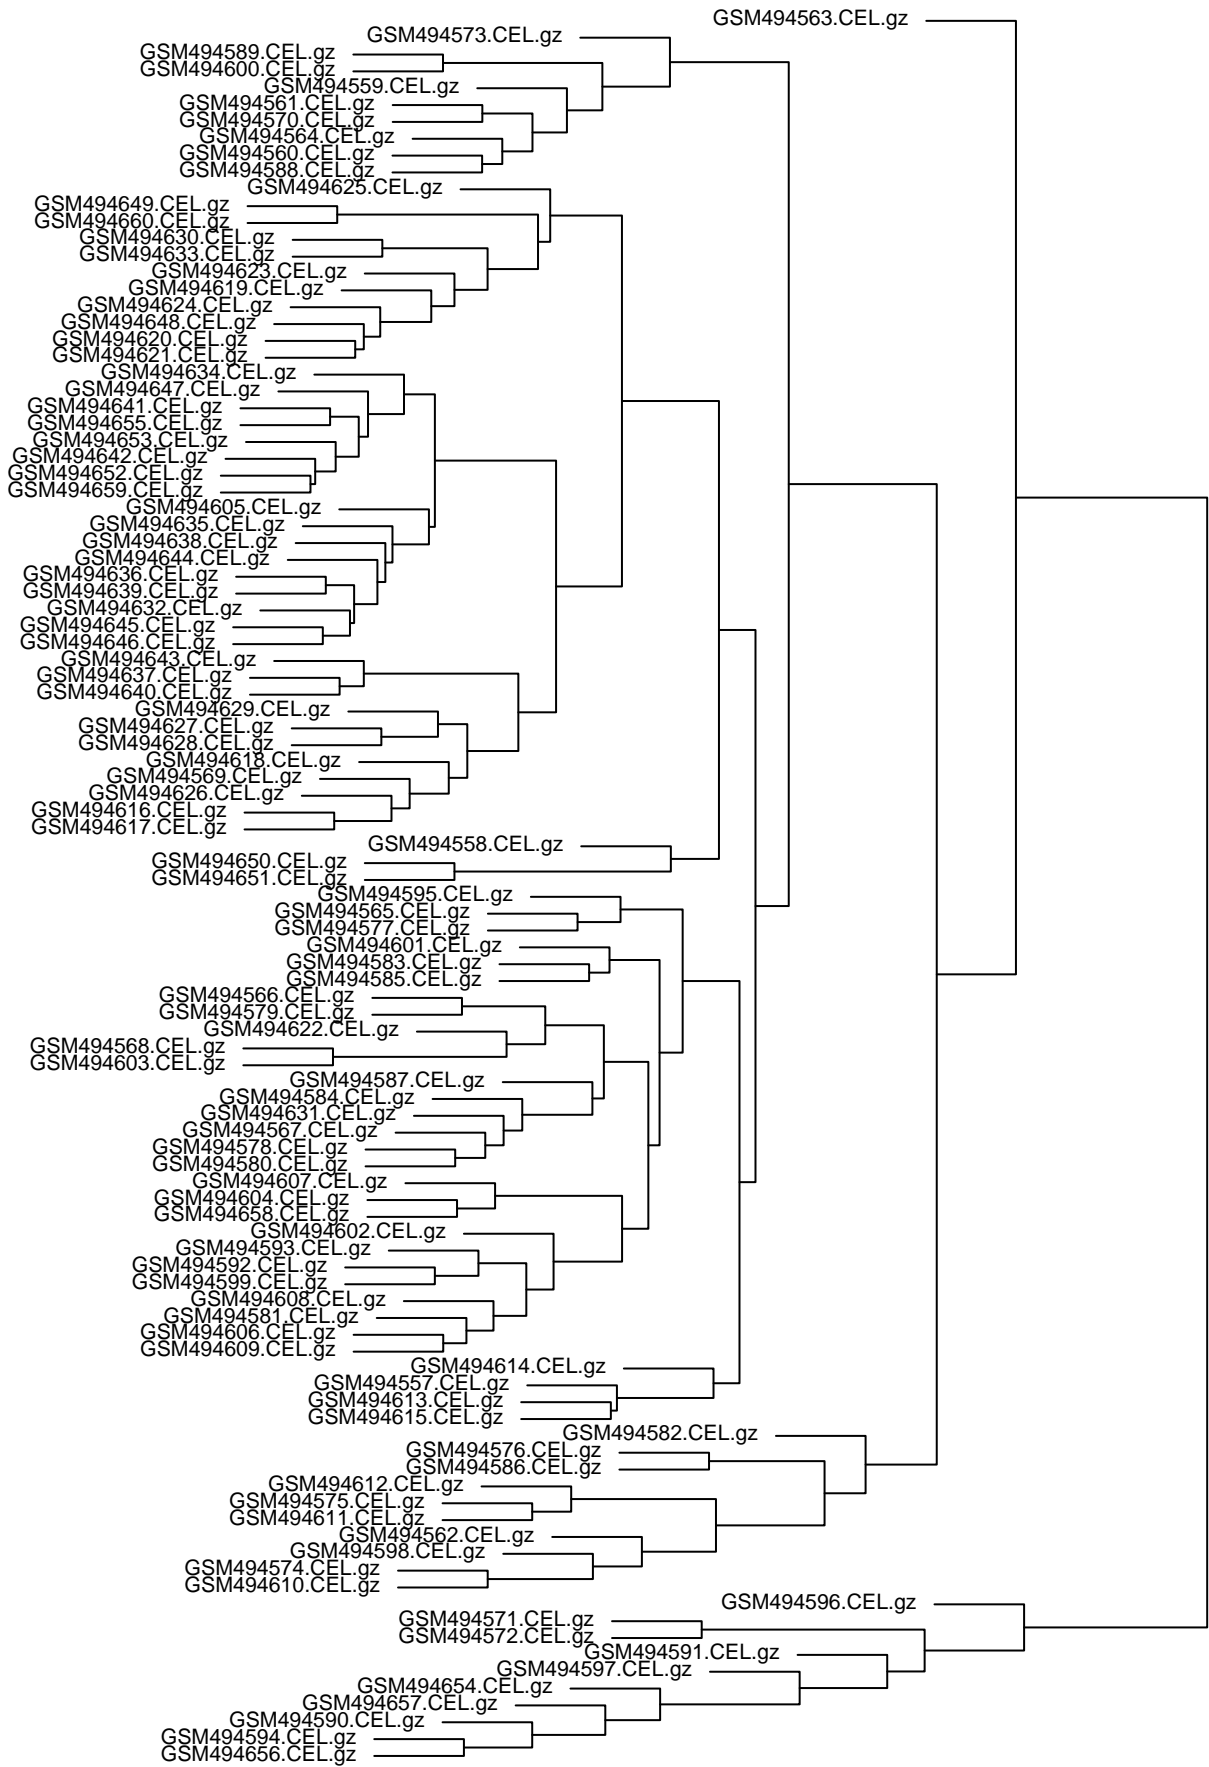 GSM494563.CEL.gz
GSM494573.CEL.gz
GSM494589.CEL.gz
GSM494600.CEL.gz
GSM494559.CEL.gz
GSM494561.CEL.gz
GSM494570.CEL.gz
GSM494564.CEL.gz
GSM494560.CEL.gz
GSM494588.CEL.gz
GSM494625.CEL.gz
GSM494649.CEL.gz
GSM494660.CEL.gz
GSM494630.CEL.gz
GSM494633.CEL.gz
GSM494623.CEL.gz
GSM494619.CEL.gz
GSM494624.CEL.gz
GSM494648.CEL.gz
GSM494620.CEL.gz
GSM494621.CEL.gz
GSM494634.CEL.gz
GSM494647.CEL.gz
GSM494641.CEL.gz
GSM494655.CEL.gz
GSM494653.CEL.gz
GSM494642.CEL.gz
GSM494652.CEL.gz
GSM494659.CEL.gz
GSM494605.CEL.gz
GSM494635.CEL.gz
GSM494638.CEL.gz
GSM494644.CEL.gz
GSM494636.CEL.gz
GSM494639.CEL.gz
GSM494632.CEL.gz
GSM494645.CEL.gz
GSM494646.CEL.gz
GSM494643.CEL.gz
GSM494637.CEL.gz
GSM494640.CEL.gz
GSM494629.CEL.gz
GSM494627.CEL.gz
GSM494628.CEL.gz
GSM494618.CEL.gz
GSM494569.CEL.gz
GSM494626.CEL.gz
GSM494616.CEL.gz
GSM494617.CEL.gz
GSM494558.CEL.gz
GSM494650.CEL.gz
GSM494651.CEL.gz
GSM494595.CEL.gz
GSM494565.CEL.gz
GSM494577.CEL.gz
GSM494601.CEL.gz
GSM494583.CEL.gz
GSM494585.CEL.gz
GSM494566.CEL.gz
GSM494579.CEL.gz
GSM494622.CEL.gz
GSM494568.CEL.gz
GSM494603.CEL.gz
GSM494587.CEL.gz
GSM494584.CEL.gz
GSM494631.CEL.gz
GSM494567.CEL.gz
GSM494578.CEL.gz
GSM494580.CEL.gz
GSM494607.CEL.gz
GSM494604.CEL.gz
GSM494658.CEL.gz
GSM494602.CEL.gz
GSM494593.CEL.gz
GSM494592.CEL.gz
GSM494599.CEL.gz
GSM494608.CEL.gz
GSM494581.CEL.gz
GSM494606.CEL.gz
GSM494609.CEL.gz
GSM494614.CEL.gz
GSM494557.CEL.gz
GSM494613.CEL.gz
GSM494615.CEL.gz
GSM494582.CEL.gz
GSM494576.CEL.gz
GSM494586.CEL.gz
GSM494612.CEL.gz
GSM494575.CEL.gz
GSM494611.CEL.gz
GSM494562.CEL.gz
GSM494598.CEL.gz
GSM494574.CEL.gz
GSM494610.CEL.gz
GSM494596.CEL.gz
GSM494571.CEL.gz
GSM494572.CEL.gz
GSM494591.CEL.gz
GSM494597.CEL.gz
GSM494654.CEL.gz
GSM494657.CEL.gz
GSM494590.CEL.gz
GSM494594.CEL.gz
GSM494656.CEL.gz